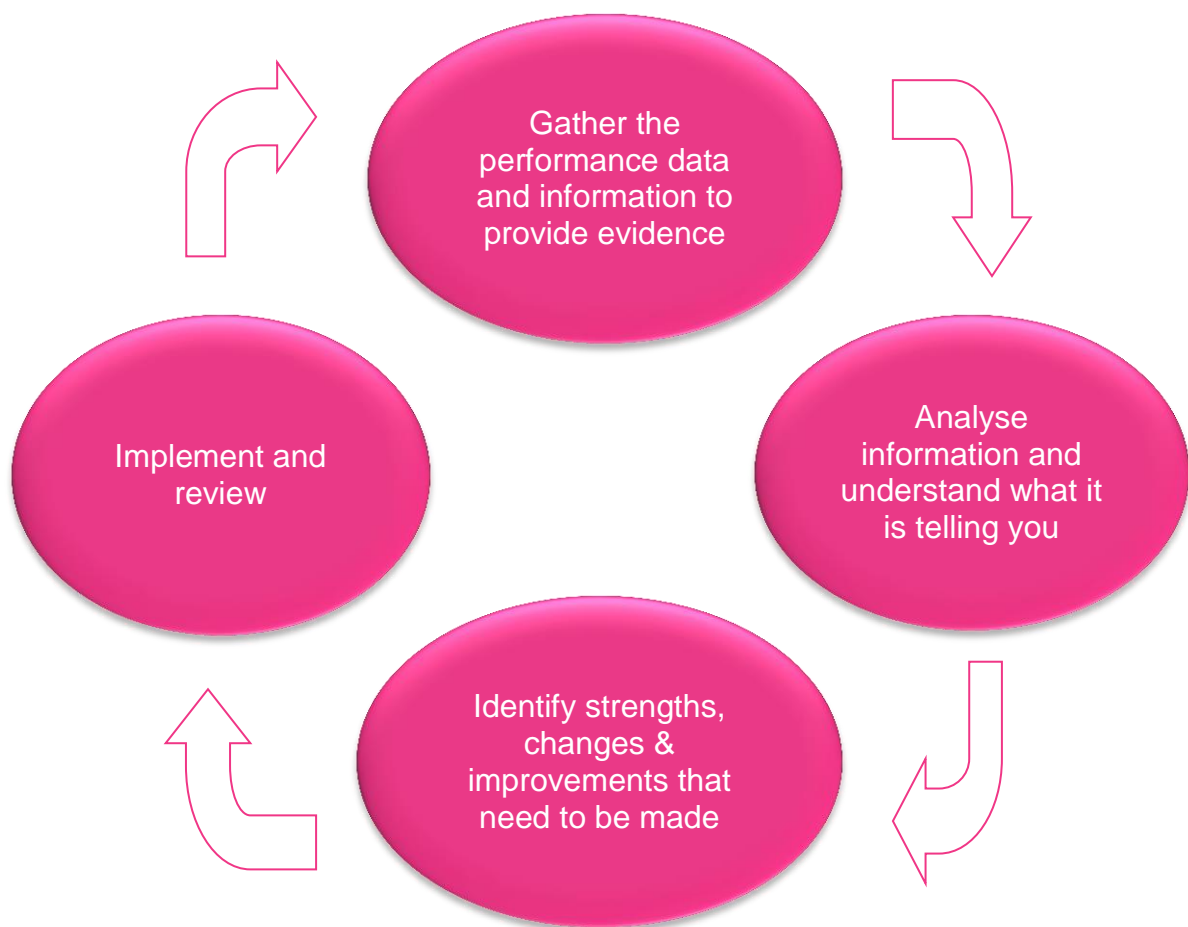 Gather the
performance data
and information to
provide evidence
Analyse
information and
understand what it
is telling you
Identify strengths,
changes &
improvements that
need to be made
Implement and
review